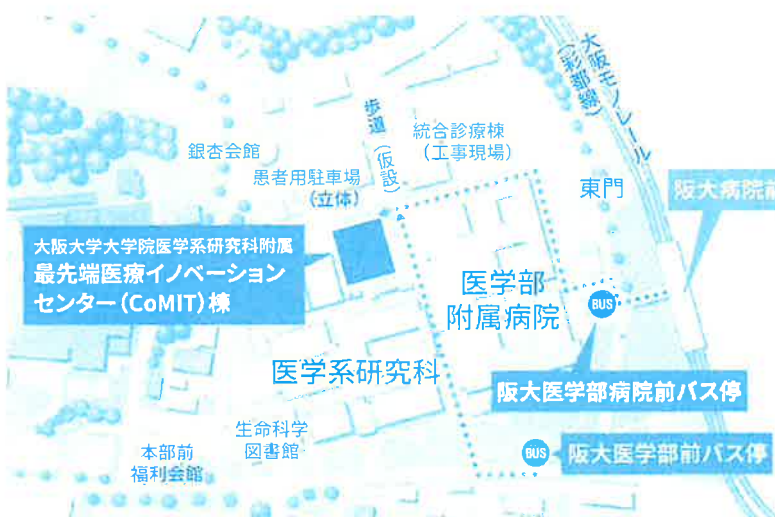 大阪モノレール
（彩都線）
歩道（仮設）
統合診療棟
（工事現場）
銀杏会館
患者用駐車場
（立体）
東門
阪大病院前
大阪大学大学院医学系研究科附属
最先端医療イノベーション
センター（CoMIT）棟
医学部
附属病院
BUS
医学系研究科
阪大医学部病院前バス停
生命科学
図書館
本部前
福利会館
BUS
阪大医学部前バス停